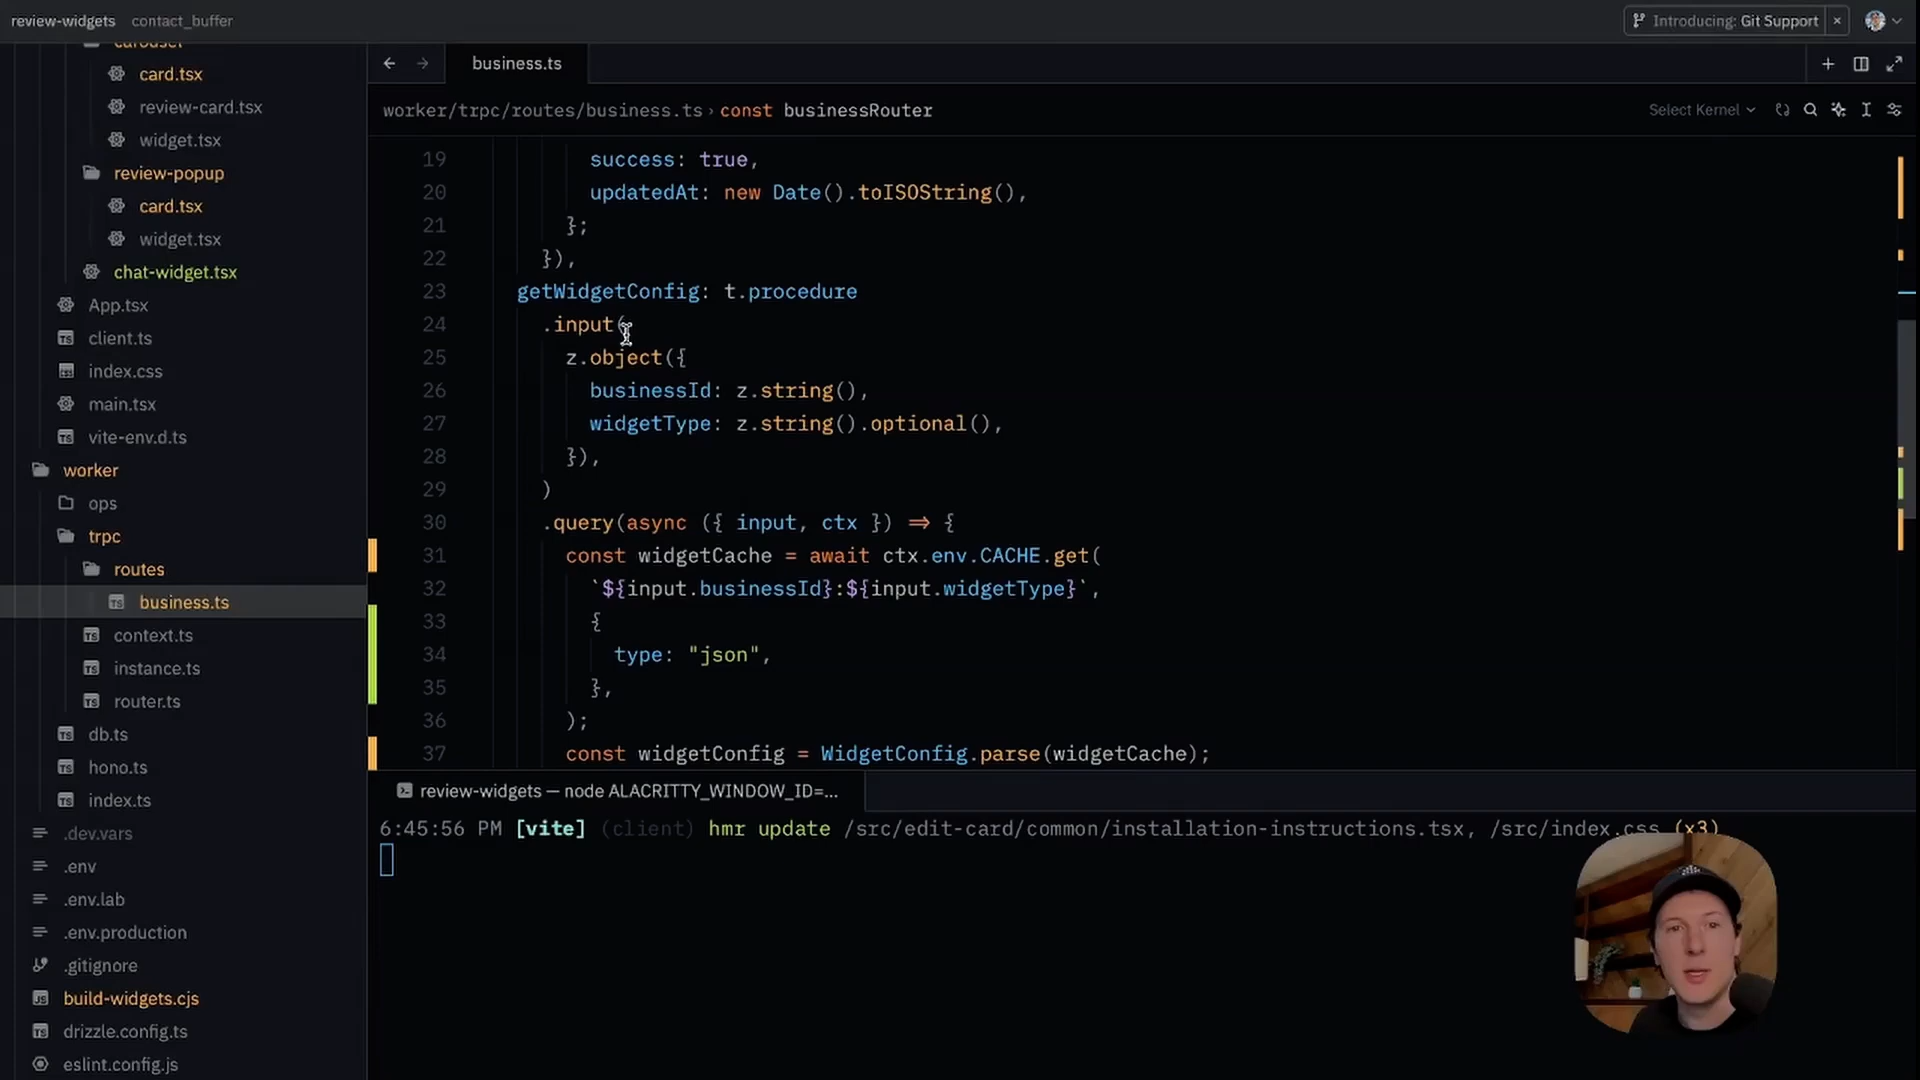 review-widgets contact_buffer
Introducing: Git Support ×
carousel
card.tsx
review-card.tsx
widget.tsx
review-popup
card.tsx
widget.tsx
chat-widget.tsx
App.tsx
client.ts
index.css
main.tsx
vite-env.d.ts
worker
ops
trpc
routes
business.ts
context.ts
instance.ts
router.ts
db.ts
hono.ts
index.ts
.dev.vars
.env
.env.lab
.env.production
.gitignore
build-widgets.cjs
drizzle.config.ts
eslint.config.js
business.ts
worker/trpc/routes/business.ts › const businessRouter
Select Kernel
19 success: true,
20 updatedAt: new Date().toISOString(),
21 };
22 }),
23 getWidgetConfig: t.procedure
24 .input(
25 z.object({
26 businessId: z.string(),
27 widgetType: z.string().optional(),
28 }),
29 )
30 .query(async ({ input, ctx }) => {
31 const widgetCache = await ctx.env.CACHE.get(
32 `${input.businessId}:${input.widgetType}`,
33 {
34 type: "json",
35 },
36 );
37 const widgetConfig = WidgetConfig.parse(widgetCache);
review-widgets — node ALACRITTY_WINDOW_ID=...
6:45:56 PM [vite] (client) hmr update /src/edit-card/common/installation-instructions.tsx, /src/index.css (x3)